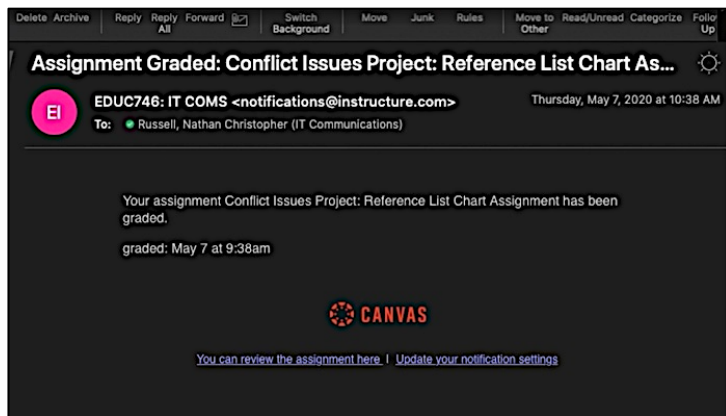 Delete Archive Reply Reply All Forward Switch Background Move Junk Rules Move to Other Read/Unread Categorize Follo Up
Assignment Graded: Conflict Issues Project: Reference List Chart As...
EI
EDUC746: IT COMS <notifications@instructure.com>
Thursday, May 7, 2020 at 10:38 AM
To: Russell, Nathan Christopher (IT Communications)
Your assignment Conflict Issues Project: Reference List Chart Assignment has been
graded.
graded: May 7 at 9:38am
CANVAS
You can review the assignment here | Update your notification settings